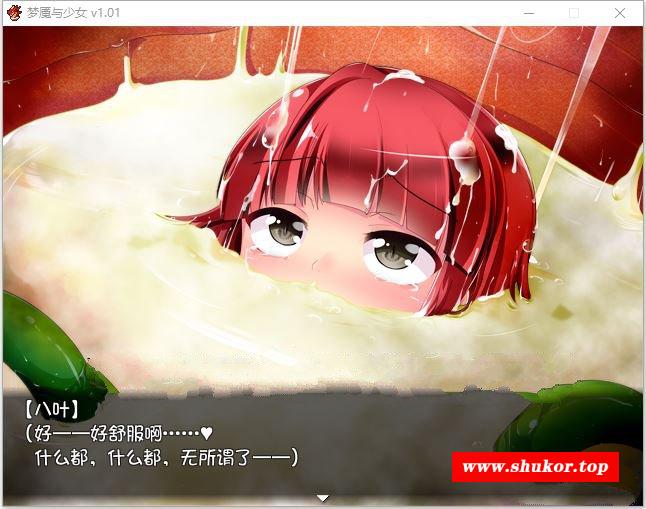 梦魇与少女 v1.01
【八叶】
（好——好舒服啊……♥
什么都，什么都，无所谓了——）
www.shukor.top